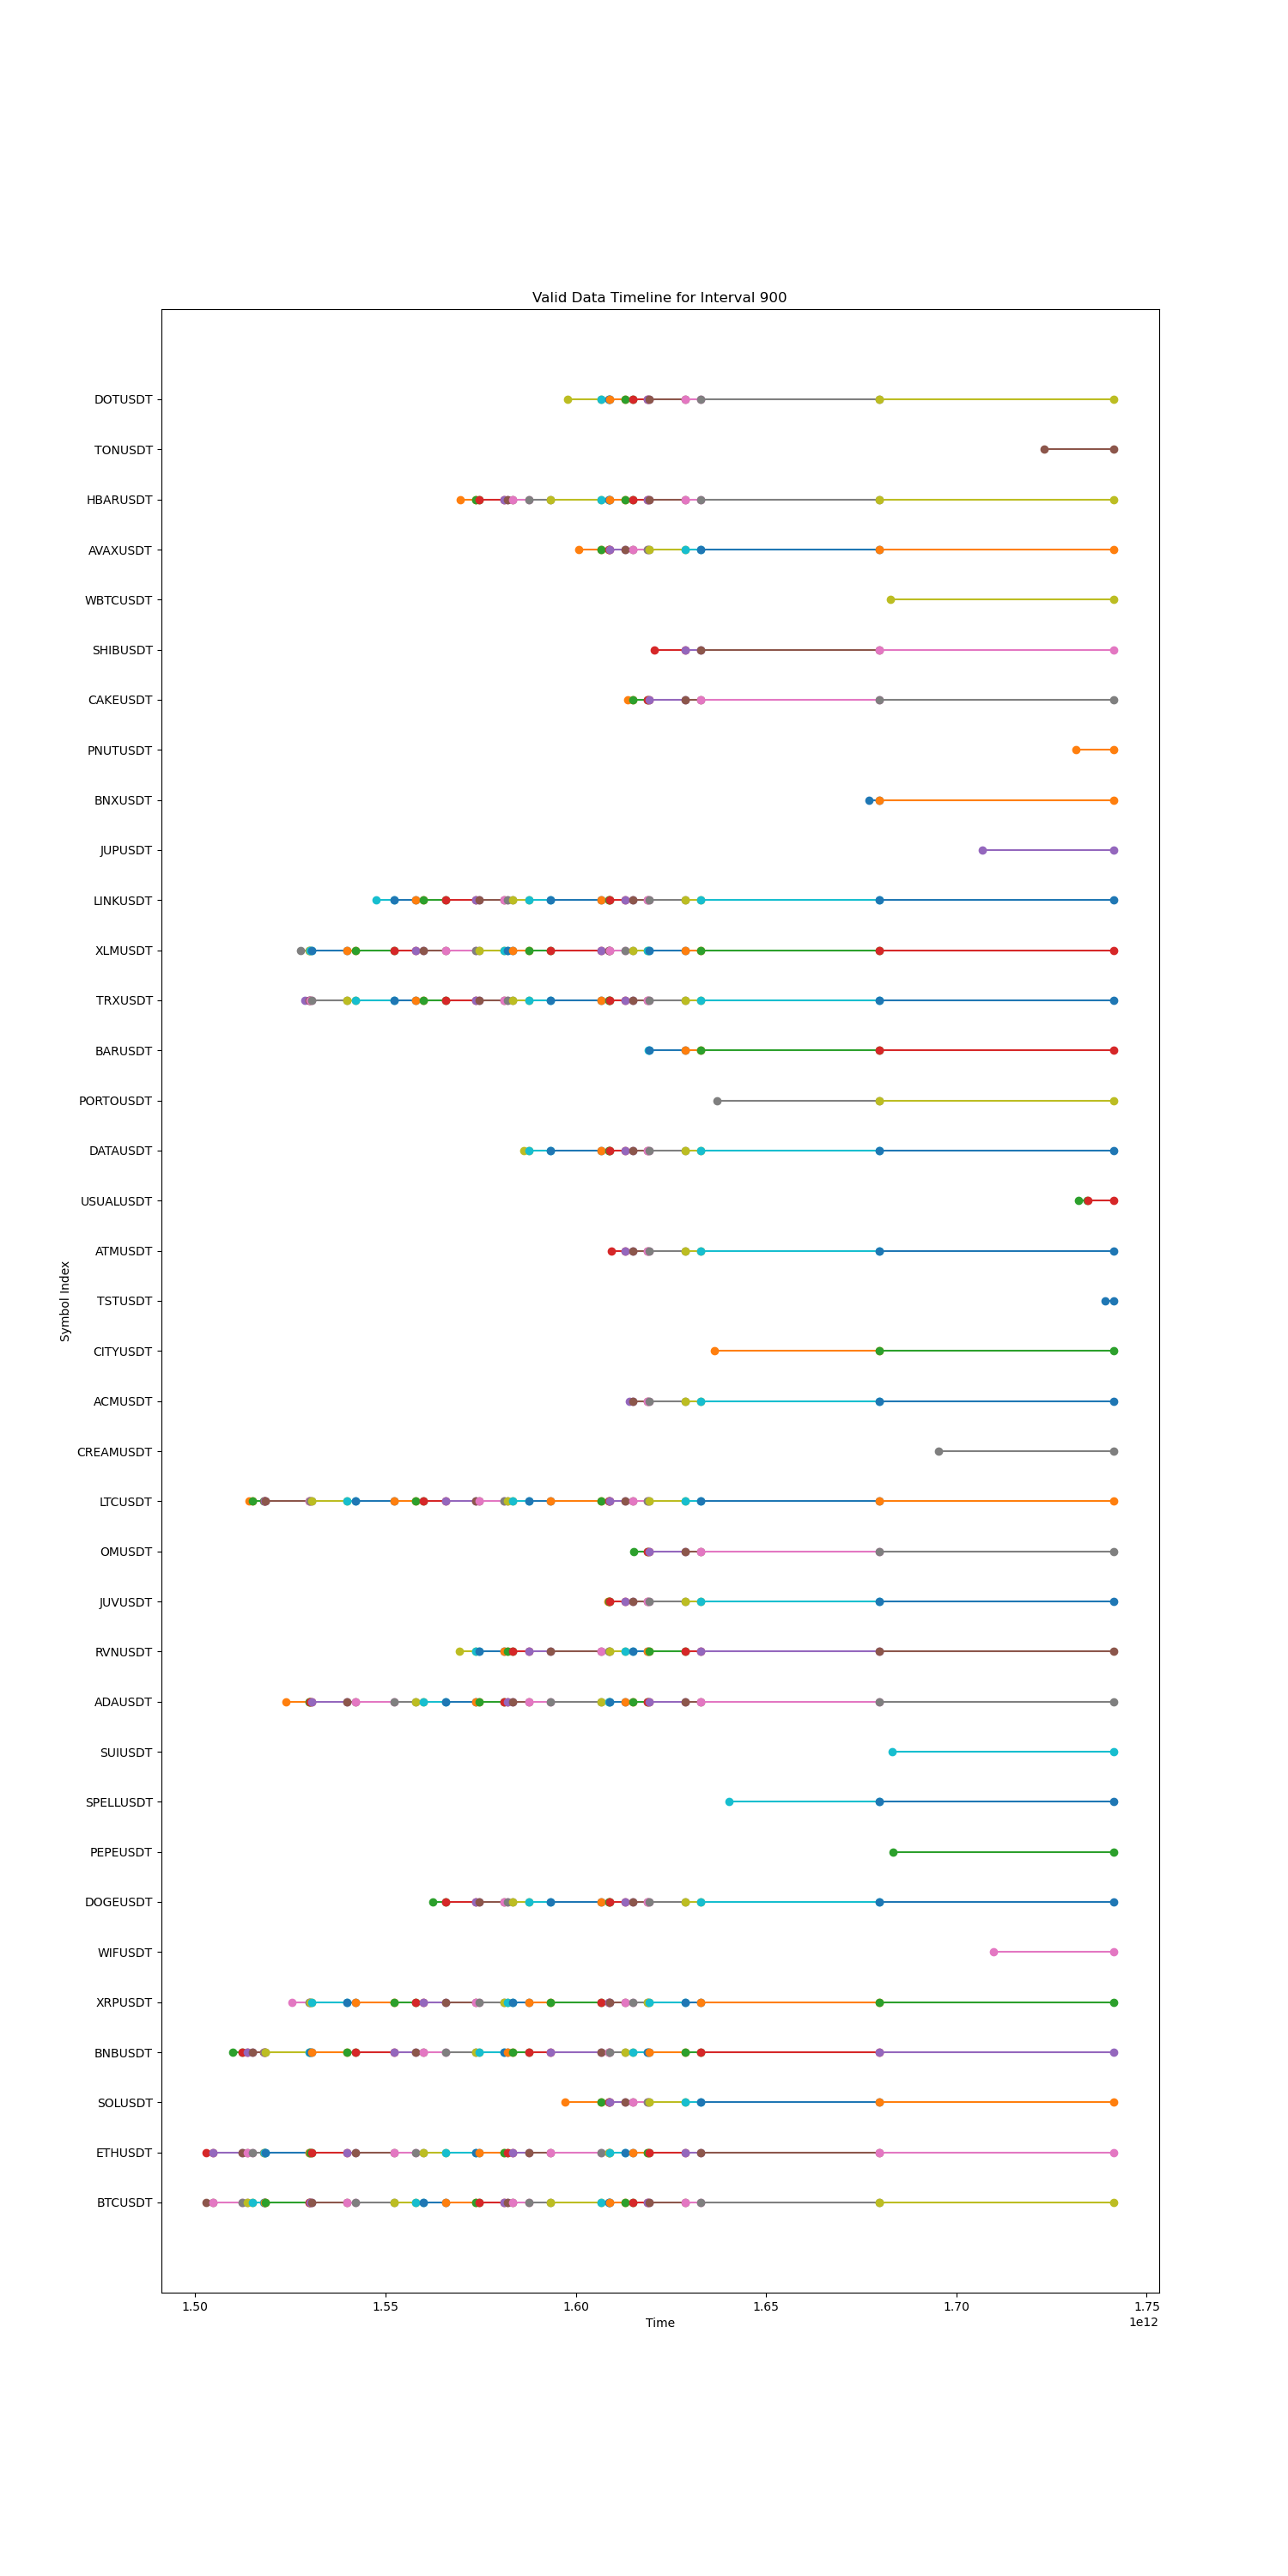 Valid Data Timeline for Interval 900
DOTUSDT
TONUSDT
HBARUSDT
AVAXUSDT
WBTCUSDT
SHIBUSDT
CAKEUSDT
PNUTUSDT
BNXUSDT
JUPUSDT
LINKUSDT
XLMUSDT
TRXUSDT
BARUSDT
PORTOUSDT
DATAUSDT
USUALUSDT
ATMUSDT
TSTUSDT
CITYUSDT
ACMUSDT
CREAMUSDT
LTCUSDT
OMUSDT
JUVUSDT
RVNUSDT
ADAUSDT
SUIUSDT
SPELLUSDT
PEPEUSDT
DOGEUSDT
WIFUSDT
XRPUSDT
BNBUSDT
SOLUSDT
ETHUSDT
BTCUSDT
Symbol Index
1.50 1.55 1.60 1.65 1.70 1.75
1e12
Time